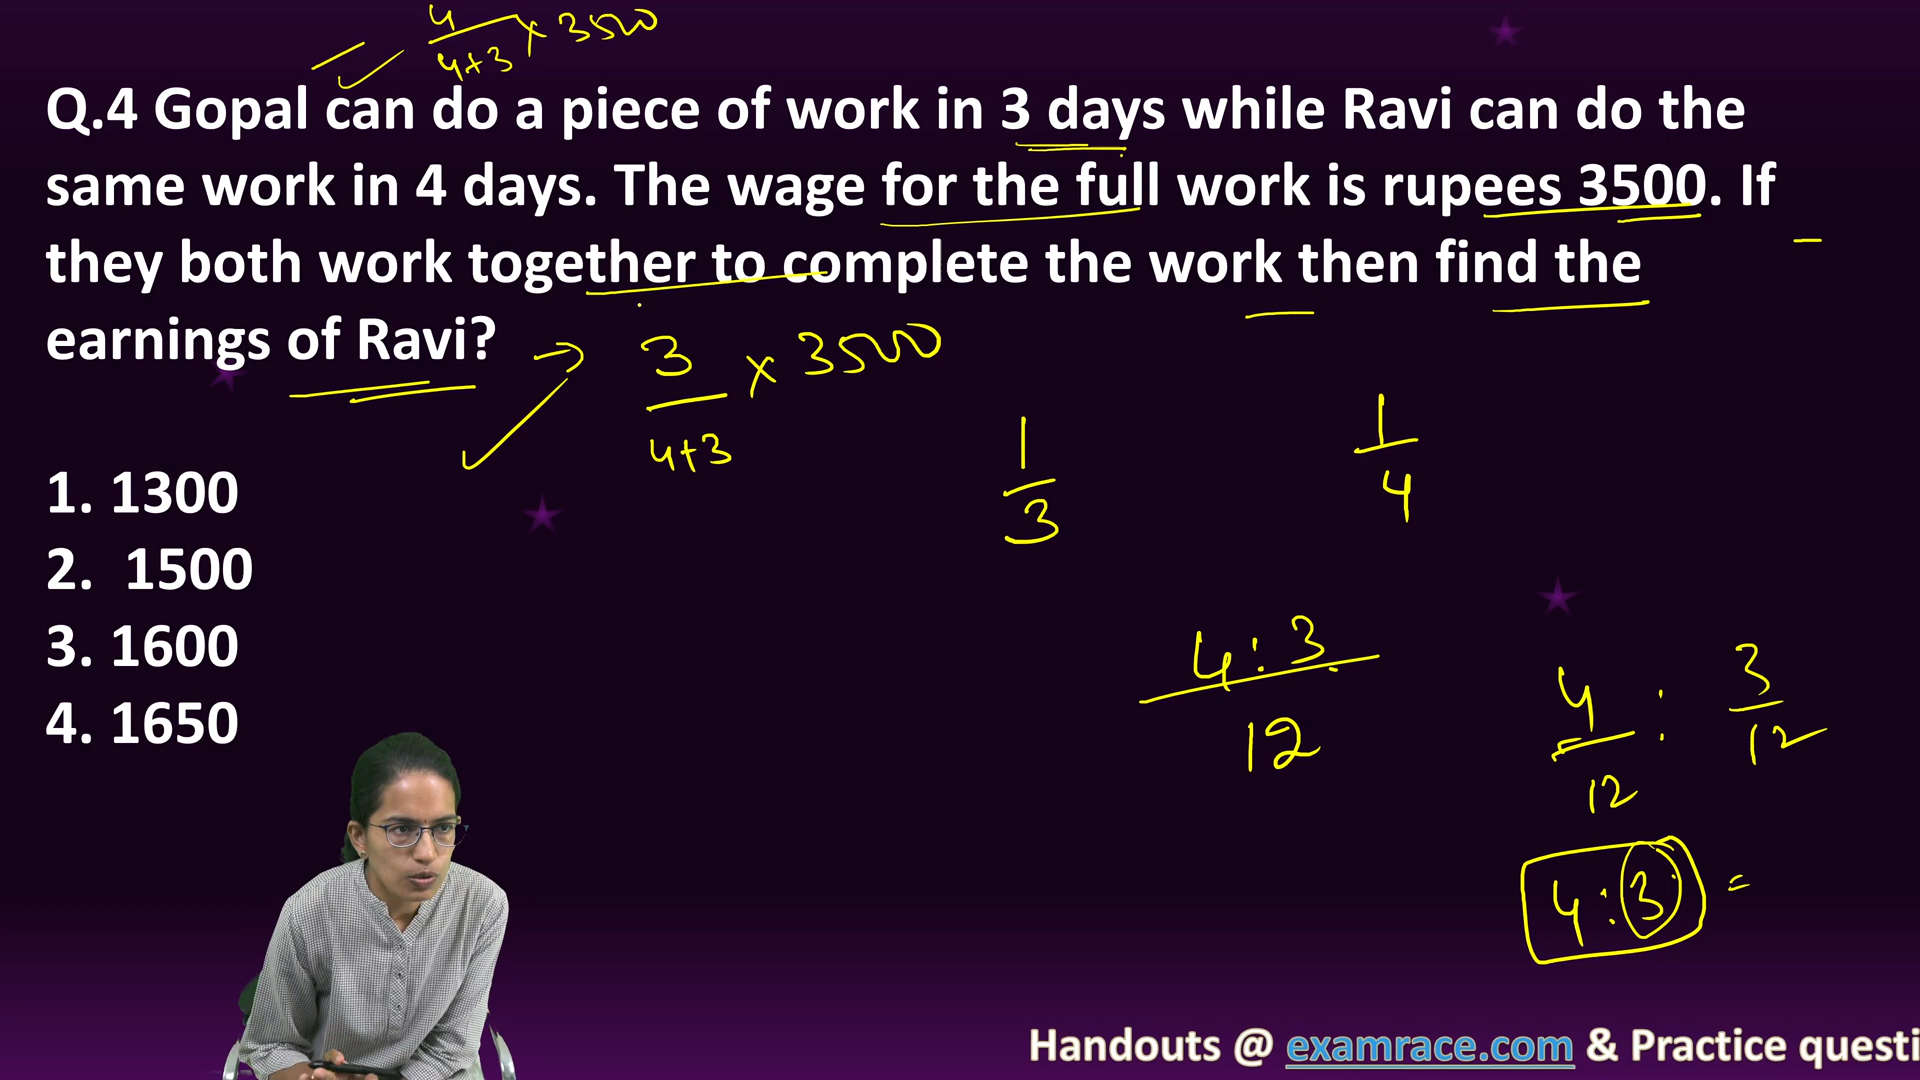 4
4+3 × 3500
Q.4 Gopal can do a piece of work in 3 days while Ravi can do the
same work in 4 days. The wage for the full work is rupees 3500. If
they both work together to complete the work then find the
earnings of Ravi?
3
4+3 × 3500
1
3
1
4
1. 1300
2. 1500
3. 1600
4. 1650
4 : 3
12
4
12 : 3
12
4 : 3 =
Handouts @ examrace.com & Practice questi